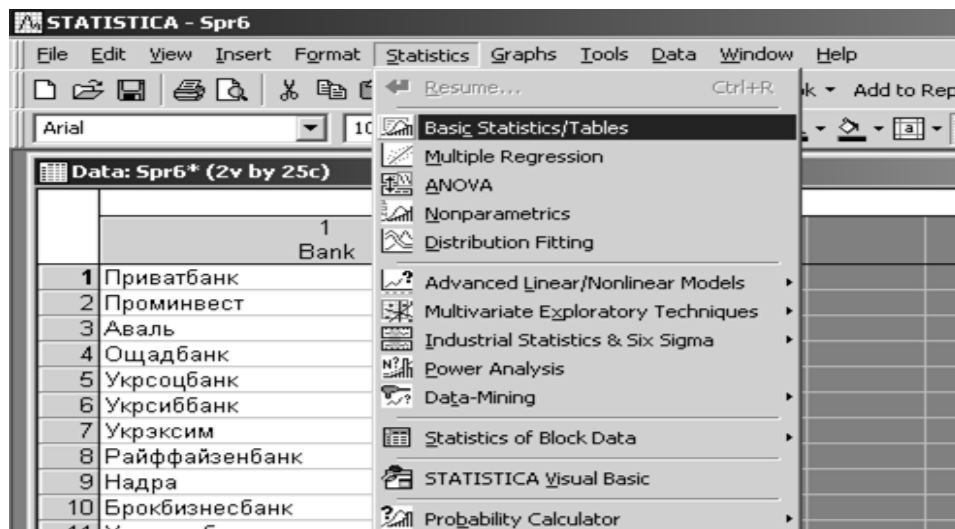 STATISTICA - Spr6
File Edit View Insert Format Statistics Graphs Tools Data Window Help
Resume... Ctrl+R
Add to Rep
Arial 10
Basic Statistics/Tables
Data: Spr6* (2v by 25c)
Multiple Regression
ANOVA
Nonparametrics
Distribution Fitting
Advanced Linear/Nonlinear Models
Multivariate Exploratory Techniques
Industrial Statistics & Six Sigma
Power Analysis
Data-Mining
Statistics of Block Data
STATISTICA Visual Basic
Probability Calculator
1
Bank
1 Приватбанк
2 Проминвест
3 Аваль
4 Ощадбанк
5 Укрсоцбанк
6 Укрсиббанк
7 Укрэксим
8 Райффайзенбанк
9 Надра
10 Брокбизнесбанк